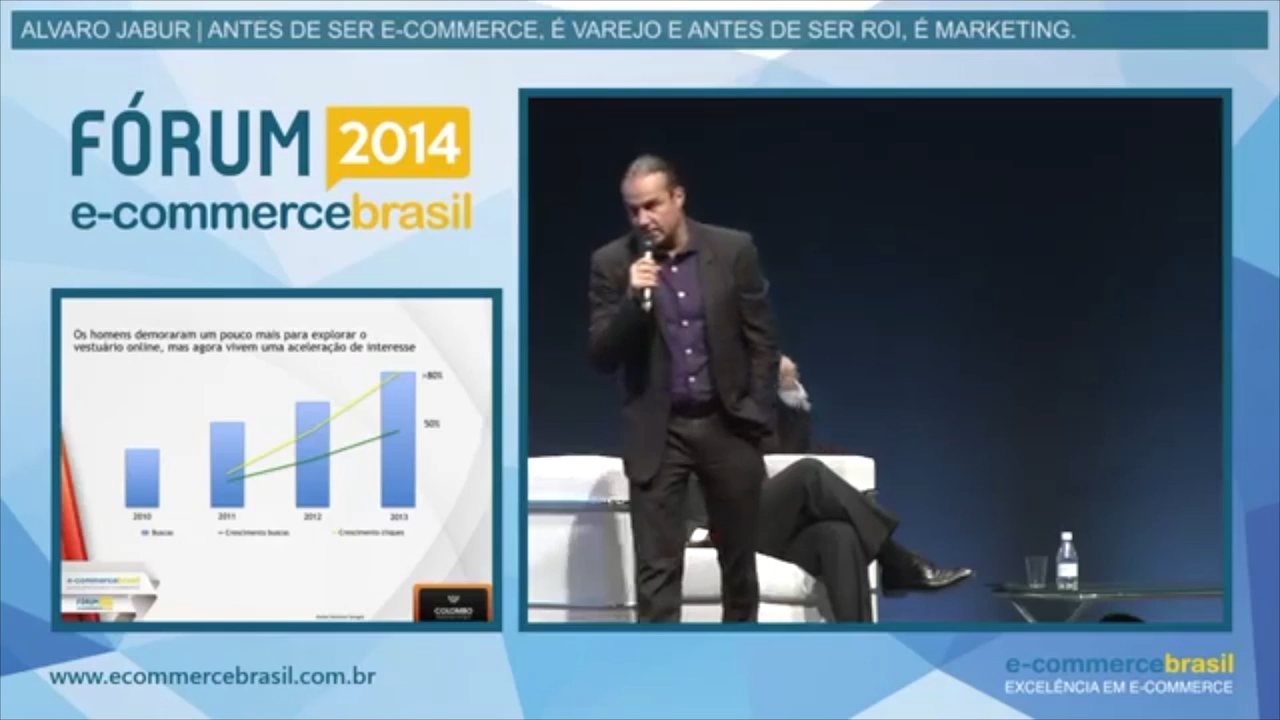 ALVARO JABUR | ANTES DE SER E-COMMERCE, É VAREJO E ANTES DE SER ROI, É MARKETING.
FÓRUM 2014
e-commercebrasil
Os homens demoraram um pouco mais para explorar o
vestuário online, mas agora vivem uma aceleração de interesse
>80%
50%
2010 2011 2012 2013
Buscas Crescimento buscas Crescimento cliques
e-commercebrasil
FÓRUM
COLOMBO
www.ecommercebrasil.com.br
e-commercebrasil
EXCELÊNCIA EM E-COMMERCE